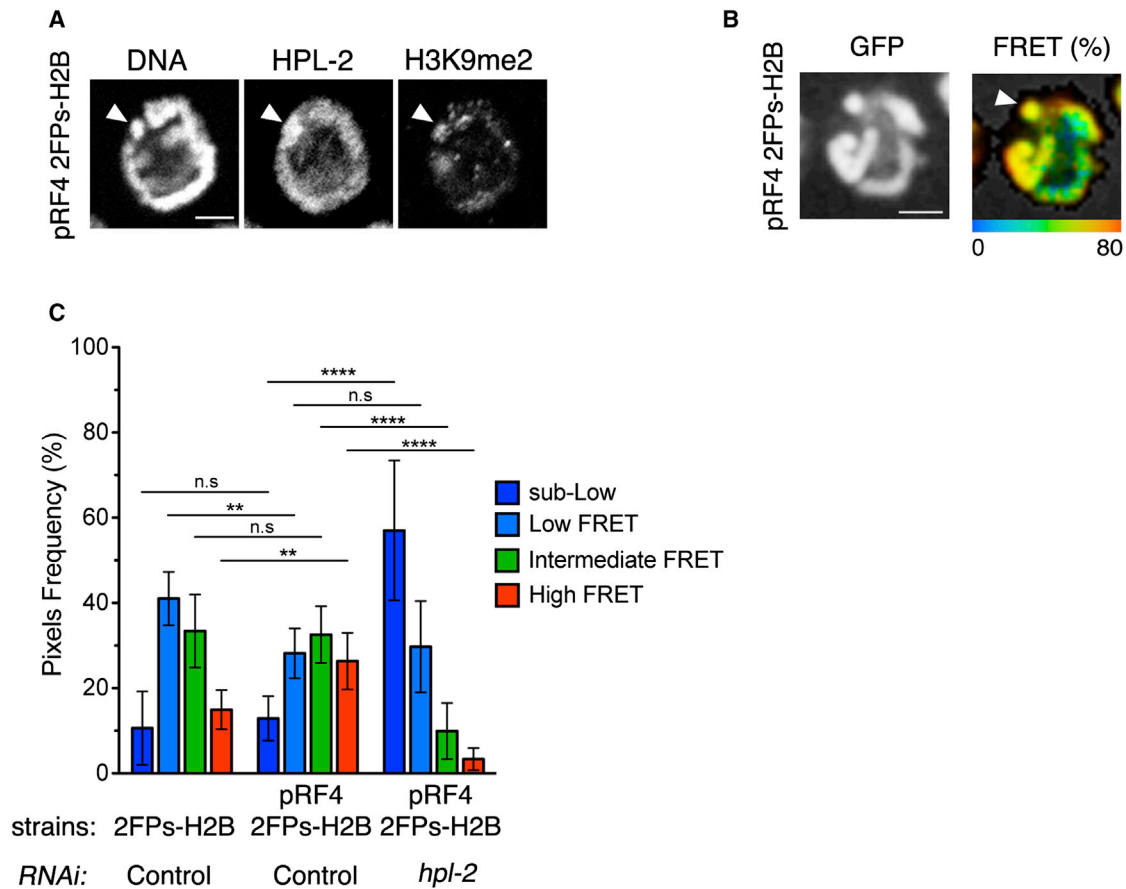 A
pRF4 2FPs-H2B
DNA
HPL-2
H3K9me2
B
pRF4 2FPs-H2B
GFP
FRET (%)
0
80
C
Pixels Frequency (%)
100
80
60
40
20
0
****
n.s
****
****
n.s
**
n.s
**
sub-Low
Low FRET
Intermediate FRET
High FRET
pRF4 pRF4
strains: 2FPs-H2B 2FPs-H2B 2FPs-H2B
RNAi: Control Control hpl-2